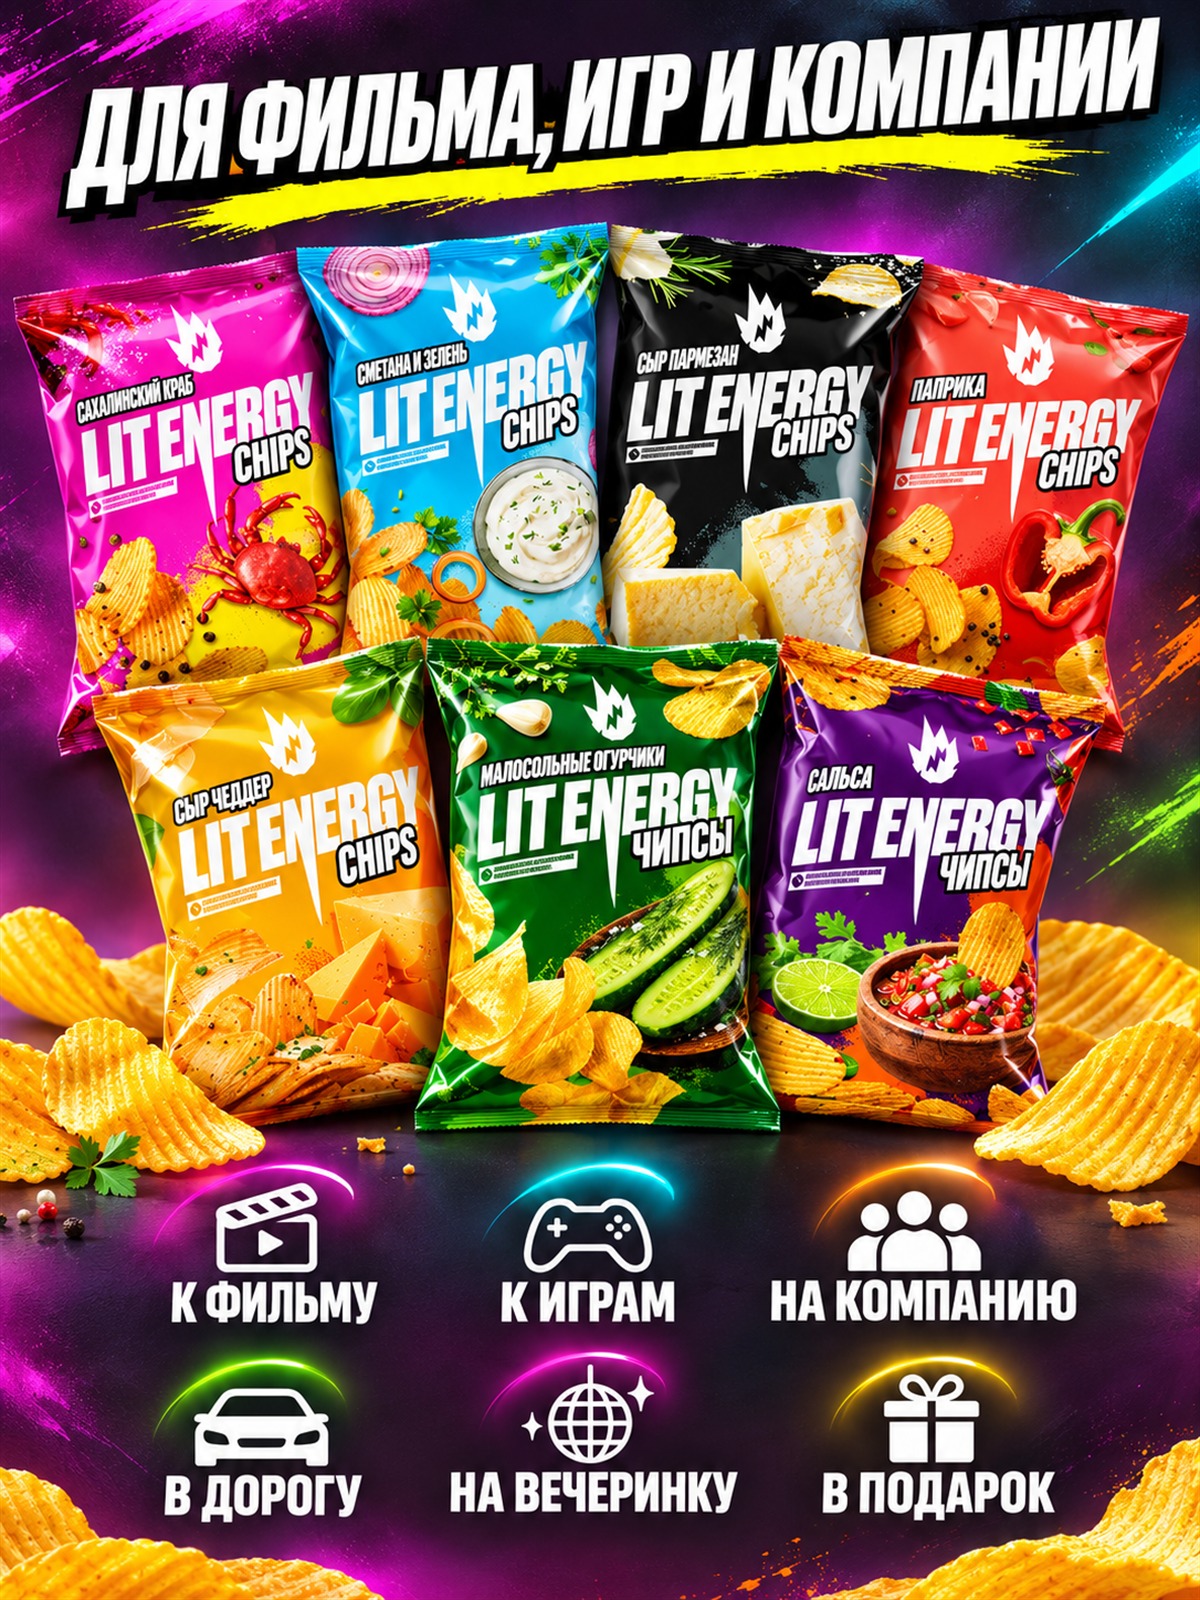 ДЛЯ ФИЛЬМА, ИГР И КОМПАНИИ
САХАЛИНСКИЙ КРАБ
LIT ENERGY
CHIPS
СМЕТАНА И ЗЕЛЕНЬ
LIT ENERGY
CHIPS
СЫР ПАРМЕЗАН
LIT ENERGY
CHIPS
ПАПРИКА
LIT ENERGY
CHIPS
СЫР ЧЕДДЕР
LIT ENERGY
CHIPS
МАЛОСОЛЬНЫЕ ОГУРЧИКИ
LIT ENERGY
ЧИПСЫ
САЛЬСА
LIT ENERGY
ЧИПСЫ
К ФИЛЬМУ
К ИГРАМ
НА КОМПАНИЮ
В ДОРОГУ
НА ВЕЧЕРИНКУ
В ПОДАРОК